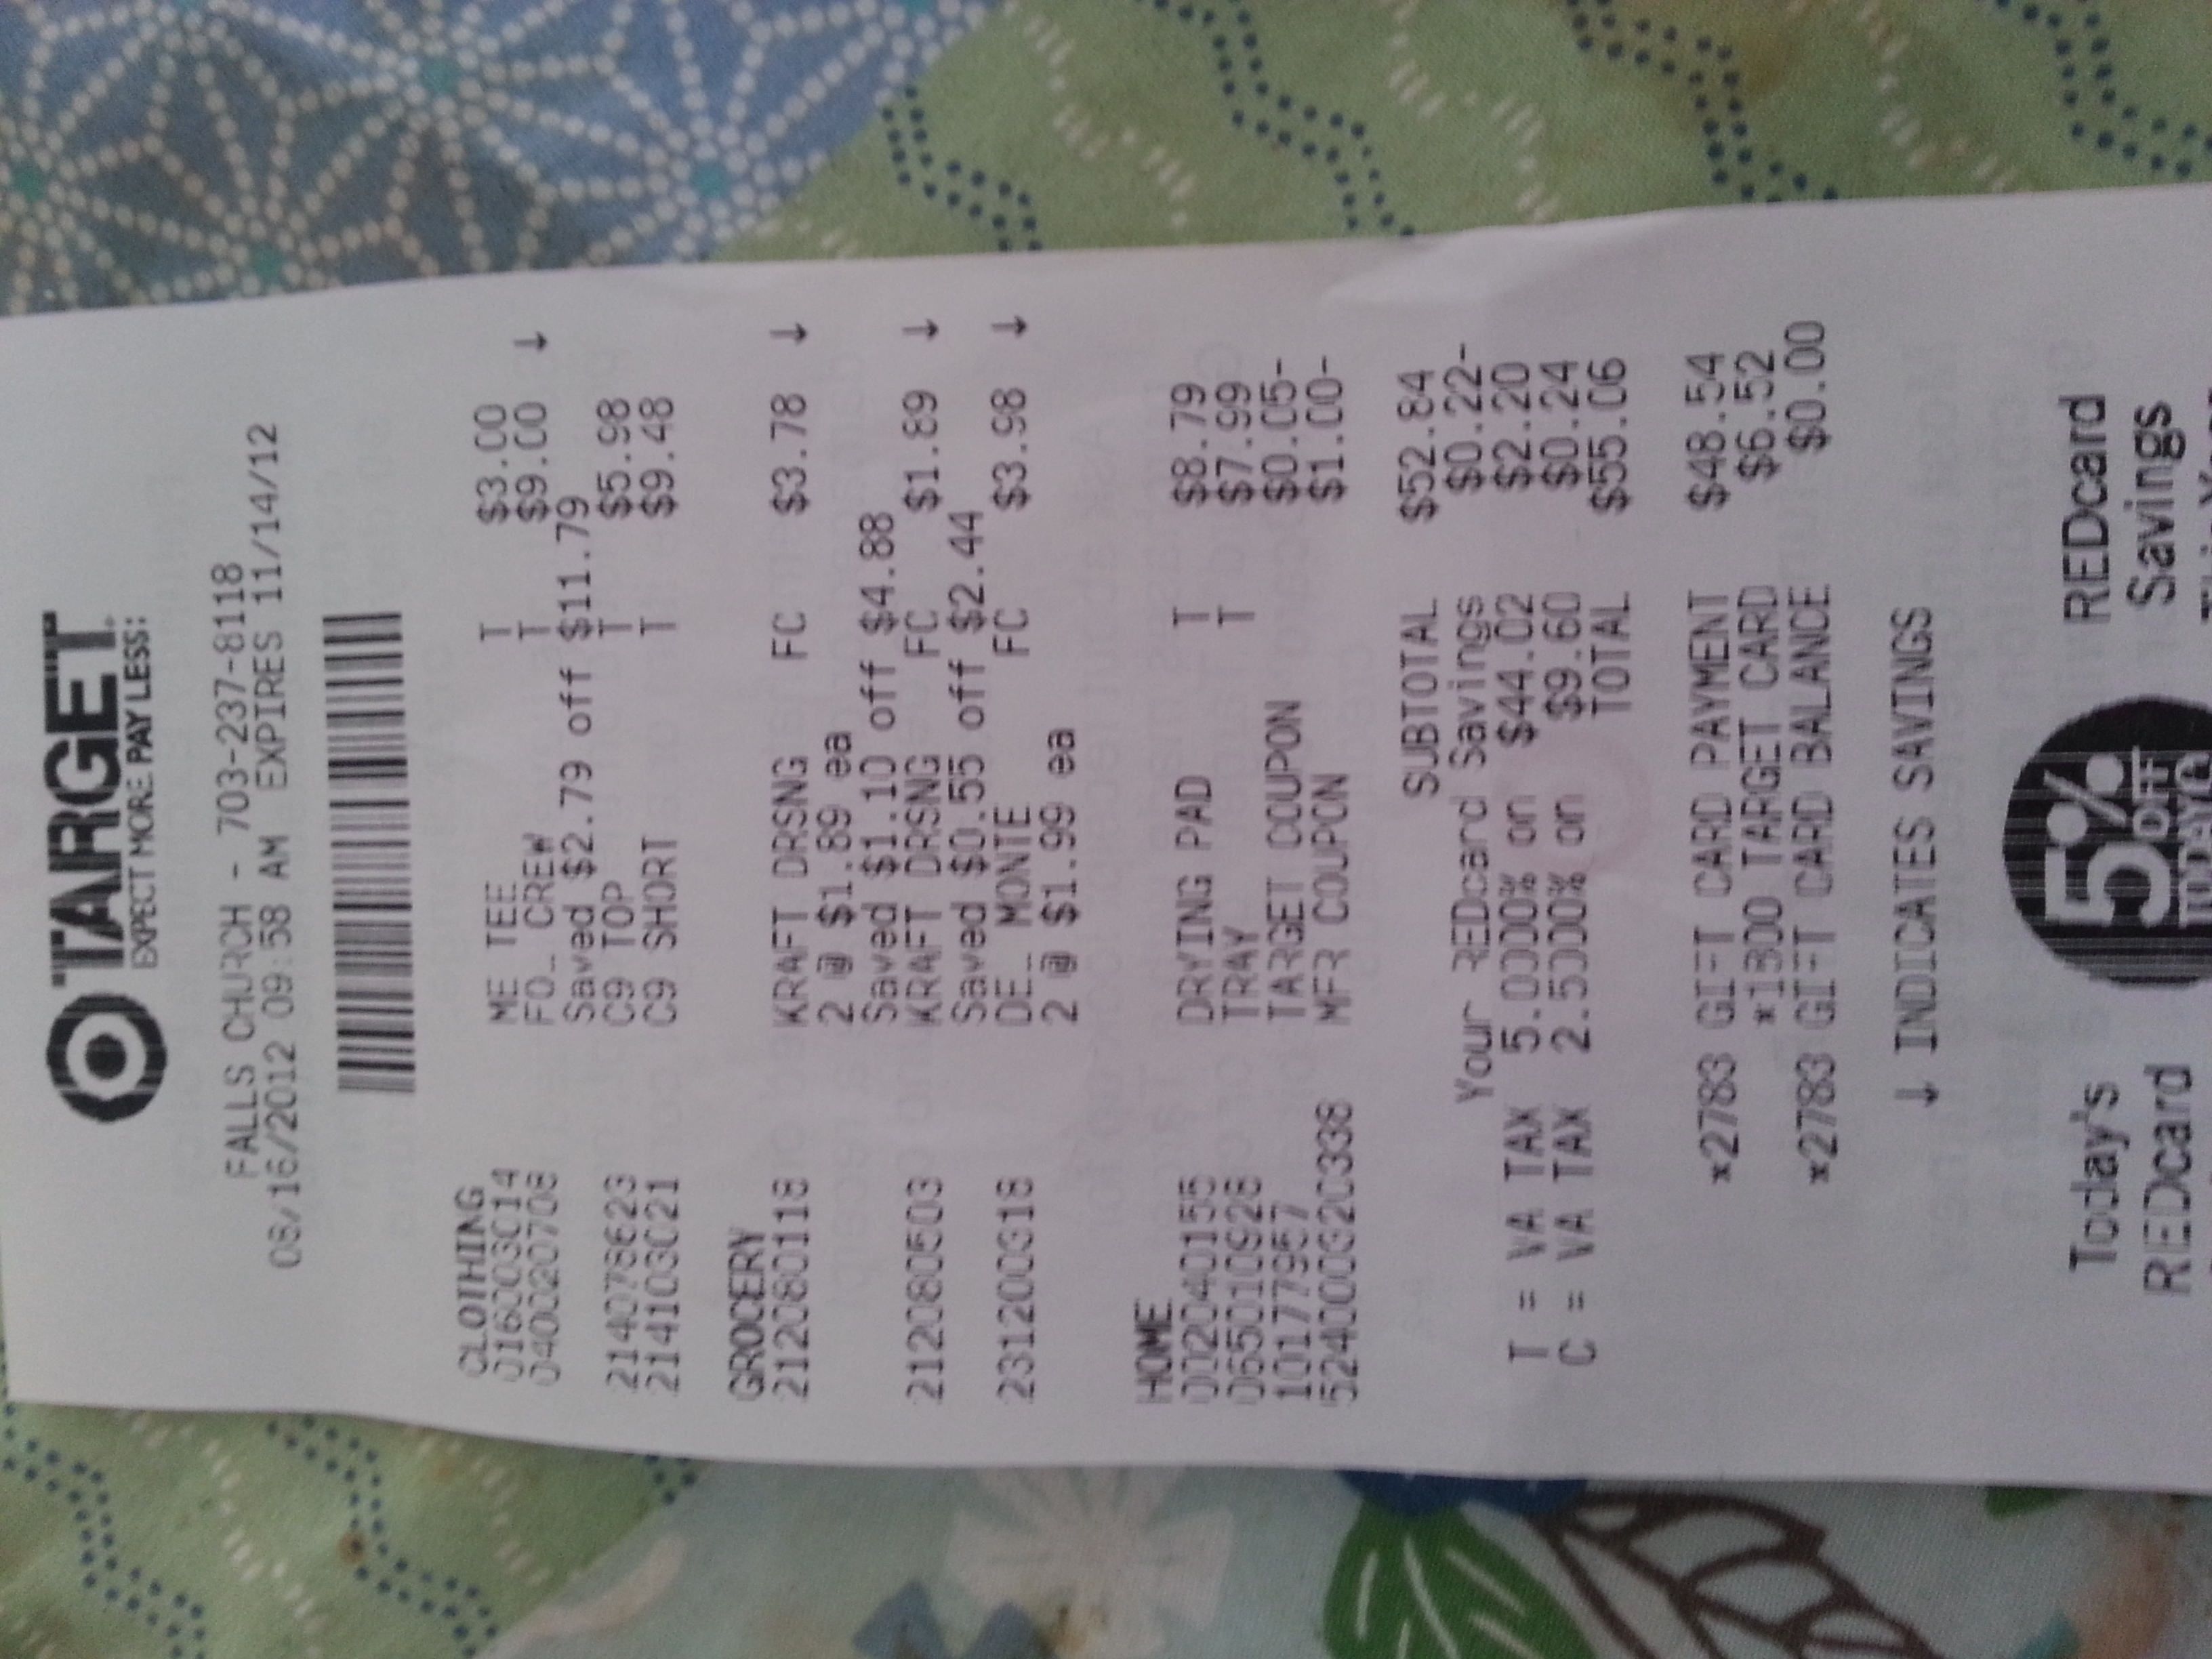 TARGET
EXPECT MORE. PAY LESS.
FALLS CHURCH - 703-237-8118
08/16/2012 09:58 AM EXPIRES 11/14/12
CLOTHING
016003014 ME TEE T $3.00
040020708 FO_ CREW T $9.00 ↓
Saved $2.79 off $11.79
214078623 C9 TOP T $5.98
214103021 C9 SHORT T $9.48
GROCERY
212080118 KRAFT DRSNG FC $3.78 ↓
2 @ $1.89 ea
Saved $1.10 off $4.88
212080503 KRAFT DRSNG FC $1.89 ↓
Saved $0.55 off $2.44
231200318 DE_ MONTE FC $3.98 ↓
2 @ $1.99 ea
HOME
002040155 DRYING PAD T $8.79
065010928 TRAY T $7.99
10177957 TARGET COUPON $0.05-
5240003200338 MFR COUPON $1.00-
SUBTOTAL $52.84
Your REDcard Savings $0.22-
T = VA TAX 5.0000% on $44.02 $2.20
C = VA TAX 2.5000% on $9.60 $0.24
TOTAL $55.06
*2783 GIFT CARD PAYMENT $48.54
*1300 TARGET CARD $6.52
*2783 GIFT CARD BALANCE $0.00
↓ INDICATES SAVINGS
Today's
REDcard
5%
OFF
TODAY
REDcard
Savings